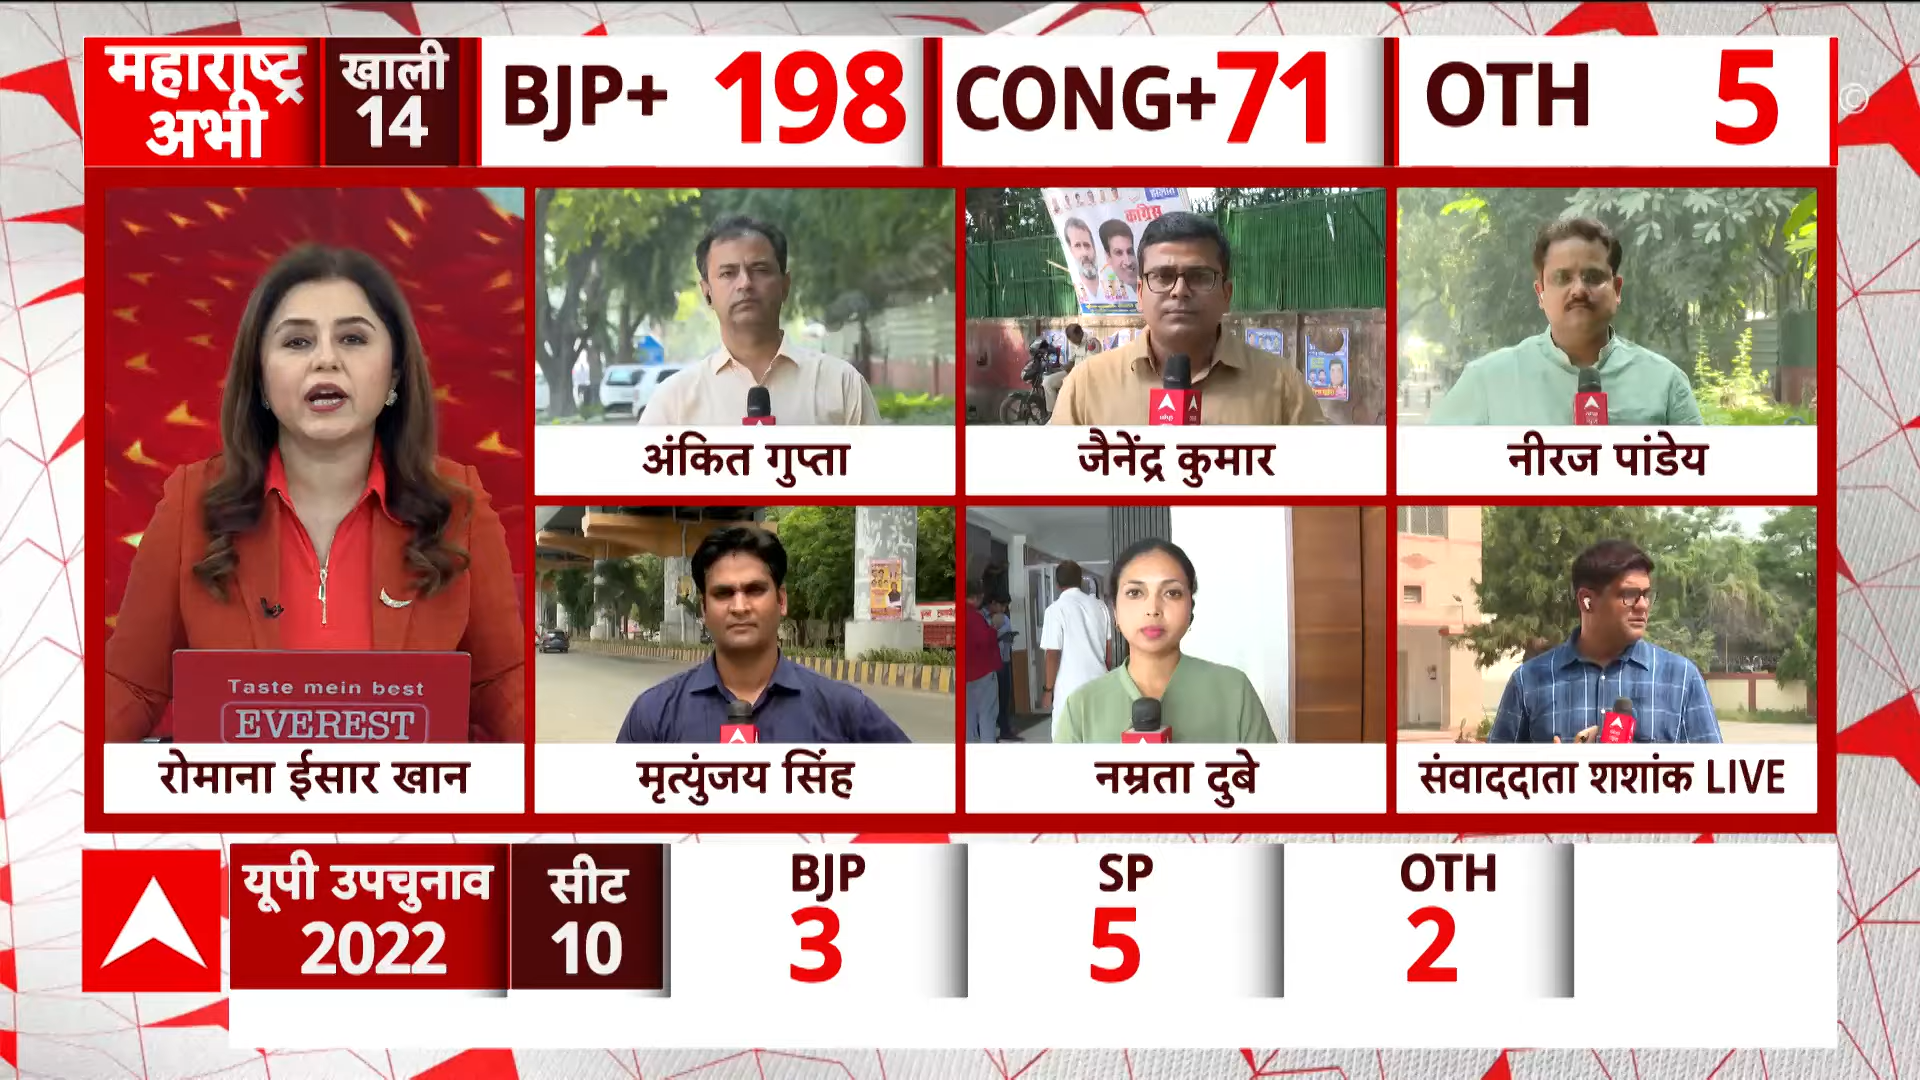 महाराष्ट्र
अभी
खाली
14
BJP+
198
CONG+
71
OTH
5
©
कांग्रेस
अंकित गुप्ता
जैनेंद्र कुमार
नीरज पांडेय
Taste mein best
EVEREST
रोमाना ईसार खान
मृत्युंजय सिंह
नम्रता दुबे
संवाददाता शशांक LIVE
यूपी उपचुनाव
2022
सीट
10
BJP
3
SP
5
OTH
2